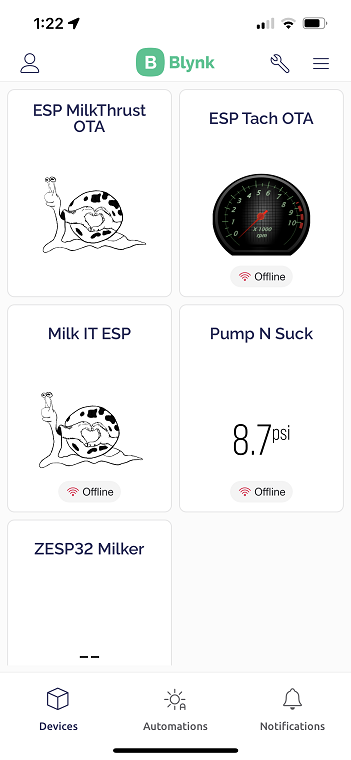 1:22
B Blynk
ESP MilkThrust
OTA
ESP Tach OTA
0 1 2 3 4 5 6 7 8 9 10
X 1000
rpm
Offline
Milk IT ESP
Offline
Pump N Suck
8.7psi
Offline
ZESP32 Milker
--
Devices
Automations
Notifications